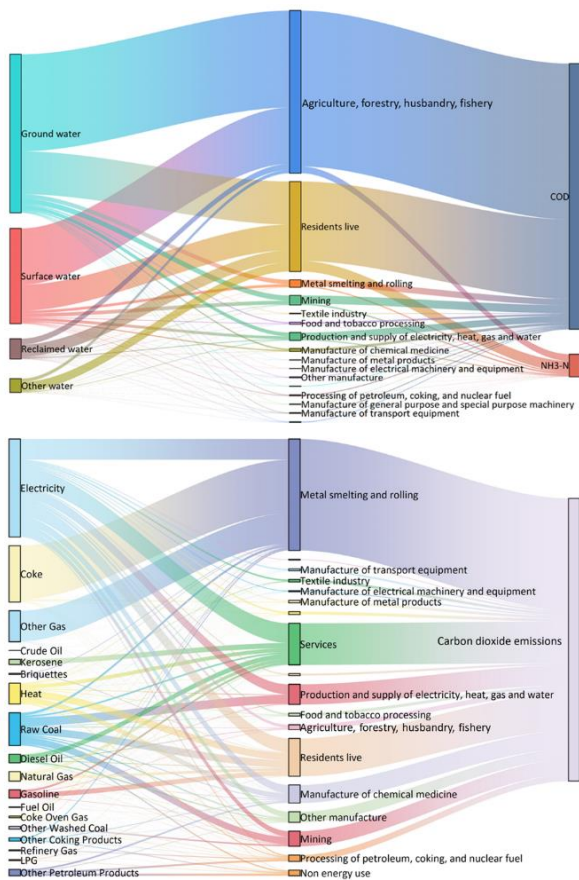 Ground water
Surface water
Reclaimed water
Other water
Agriculture, forestry, husbandry, fishery
Residents live
Metal smelting and rolling
Mining
Textile industry
Food and tobacco processing
Production and supply of electricity, heat, gas and water
Manufacture of chemical medicine
Manufacture of metal products
Manufacture of electrical machinery and equipment
Other manufacture
Processing of petroleum, coking, and nuclear fuel
Manufacture of general purpose and special purpose machinery
Manufacture of transport equipment
COD
NH3-N
Electricity
Coke
Other Gas
Crude Oil
Kerosene
Briquettes
Heat
Raw Coal
Diesel Oil
Natural Gas
Gasoline
Fuel Oil
Coke Oven Gas
Other Washed Coal
Other Coking Products
Refinery Gas
LPG
Other Petroleum Products
Metal smelting and rolling
Manufacture of transport equipment
Textile industry
Manufacture of electrical machinery and equipment
Manufacture of metal products
Services
Production and supply of electricity, heat, gas and water
Food and tobacco processing
Agriculture, forestry, husbandry, fishery
Residents live
Manufacture of chemical medicine
Other manufacture
Mining
Processing of petroleum, coking, and nuclear fuel
Non energy use
Carbon dioxide emissions